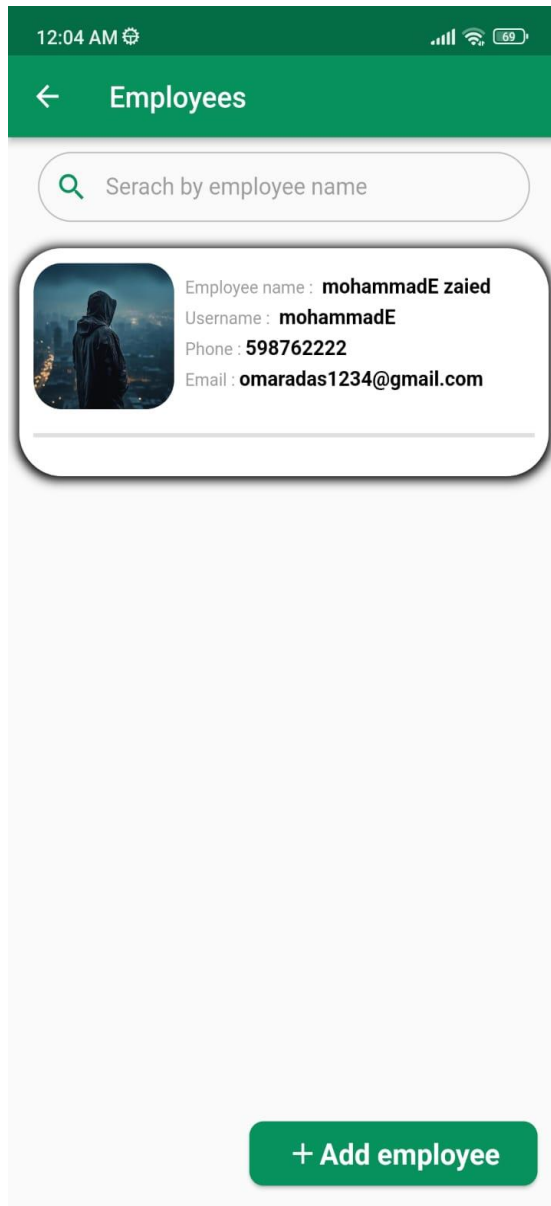 12:04 AM 69
Employees
Serach by employee name
Employee name : mohammadE zaied
Username : mohammadE
Phone : 598762222
Email : omaradas1234@gmail.com
+ Add employee